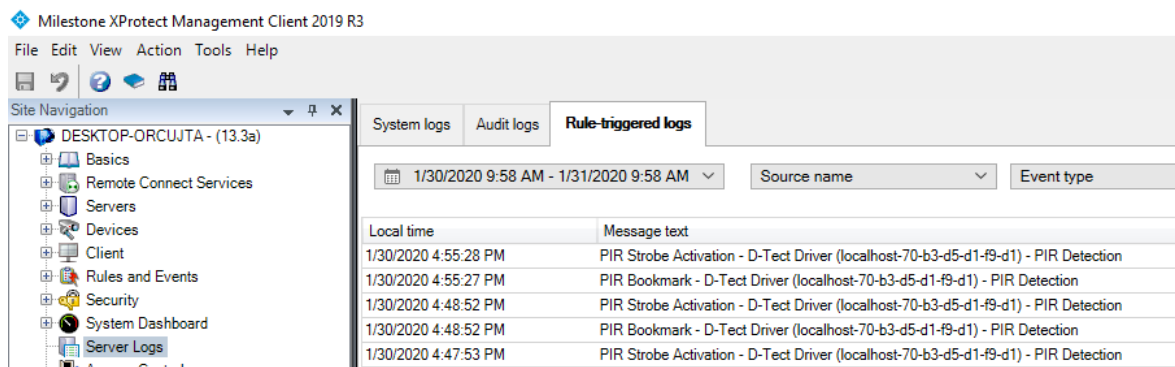 Milestone XProtect Management Client 2019 R3
File Edit View Action Tools Help
Site Navigation
DESKTOP-ORCUJTA - (13.3a)
Basics
Remote Connect Services
Servers
Devices
Client
Rules and Events
Security
System Dashboard
Server Logs
System logs Audit logs Rule-triggered logs
1/30/2020 9:58 AM - 1/31/2020 9:58 AM Source name Event type
Local time Message text
1/30/2020 4:55:28 PM PIR Strobe Activation - D-Tect Driver (localhost-70-b3-d5-d1-f9-d1) - PIR Detection
1/30/2020 4:55:27 PM PIR Bookmark - D-Tect Driver (localhost-70-b3-d5-d1-f9-d1) - PIR Detection
1/30/2020 4:48:52 PM PIR Strobe Activation - D-Tect Driver (localhost-70-b3-d5-d1-f9-d1) - PIR Detection
1/30/2020 4:48:52 PM PIR Bookmark - D-Tect Driver (localhost-70-b3-d5-d1-f9-d1) - PIR Detection
1/30/2020 4:47:53 PM PIR Strobe Activation - D-Tect Driver (localhost-70-b3-d5-d1-f9-d1) - PIR Detection